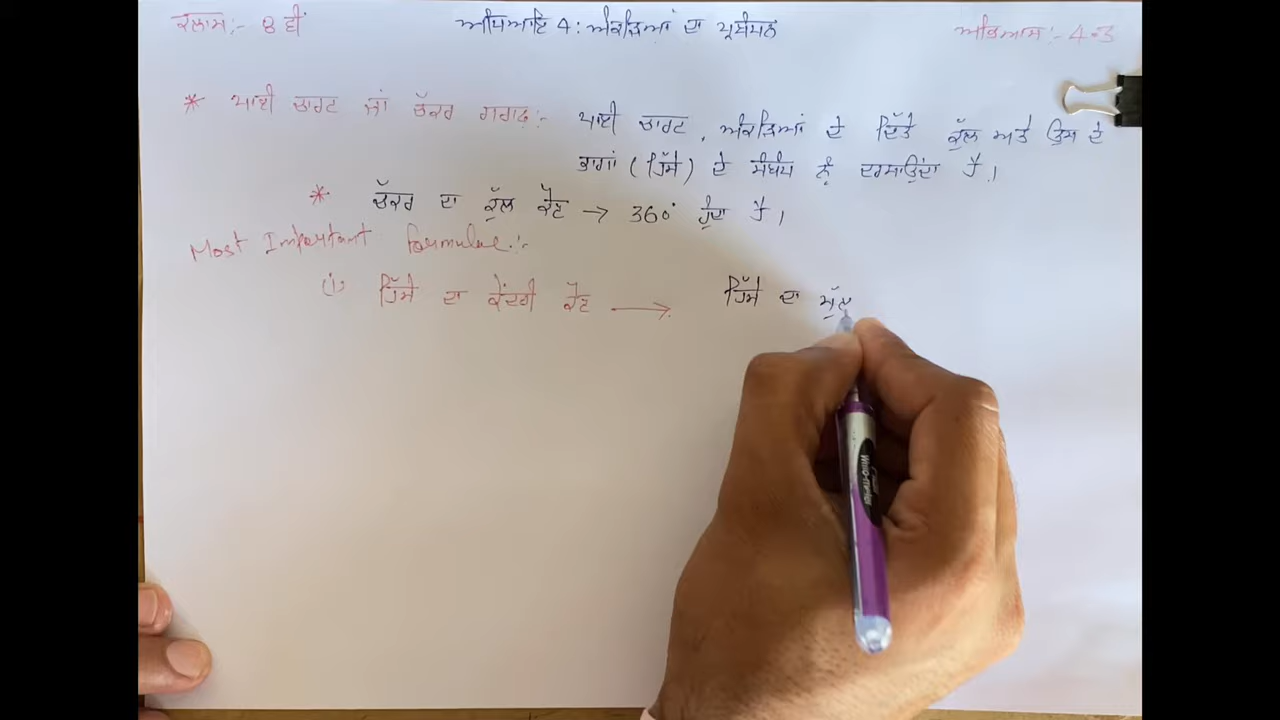 ਕਲਾਸ:- 8 ਵੀਂ
ਅਧਿਆਇ 4: ਅੰਕੜਿਆਂ ਦਾ ਪ੍ਰਬੰਧਨ
ਅਭਿਆਸ:- 4.3
* ਪਾਈ ਚਾਰਟ ਜਾਂ ਚੱਕਰ ਗਰਾਫ਼:- ਪਾਈ ਚਾਰਟ, ਅੰਕੜਿਆਂ ਦੇ ਦਿੱਤੇ ਕੁੱਲ ਅਤੇ ਉਸ ਦੇ
ਭਾਗਾਂ (ਹਿੱਸੇ) ਦੇ ਸੰਬੰਧ ਨੂੰ ਦਰਸਾਉਂਦਾ ਹੈ।
* ਚੱਕਰ ਦਾ ਕੁੱਲ ਕੋਣ → 360° ਹੁੰਦਾ ਹੈ।
Most Important formulae:-
① ਹਿੱਸੇ ਦਾ ਕੇਂਦਰੀ ਕੋਣ → ਹਿੱਸੇ ਦਾ ਮੁੱਲ